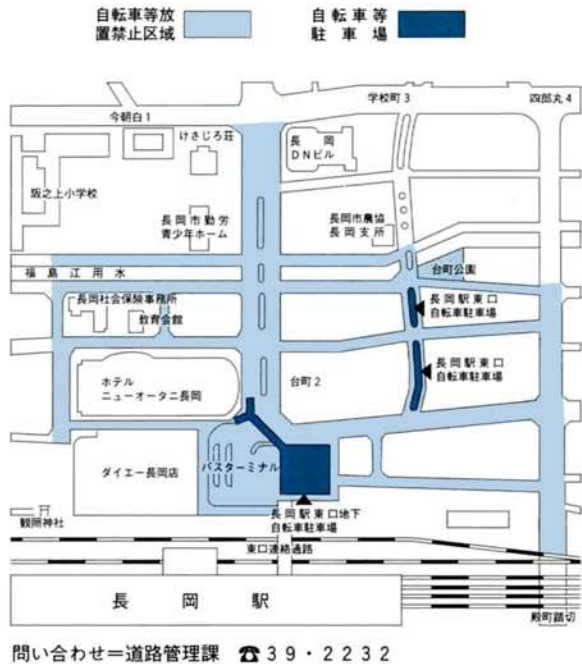 自転車等放
置禁止区域
自転車等
駐車場
学校町3
四郎丸4
今朝白1
けさじろ荘
長岡
DNビル
阪之上小学校
長岡市勤労
青少年ホーム
長岡市農協
長岡支所
福島江用水
台町公園
長岡社会保険事務所
教育会館
長岡駅東口
自転車駐車場
長岡駅東口
自転車駐車場
ホテル
ニューオータニ長岡
台町2
ダイエー長岡店
バスターミナル
観照神社
長岡駅東口地下
自転車駐車場
東口連絡通路
長岡駅
殿町踏切
問い合わせ=道路管理課 ☎39・2232